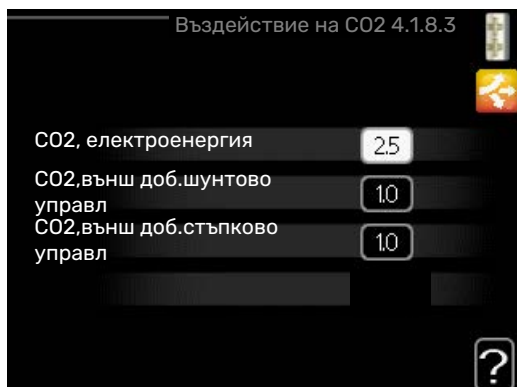 Въздействие на CO2 4.1.8.3
CO2, електроенергия
2.5
CO2,външ доб.шунтово
управл
1.0
CO2,външ доб.стъпково
управл
1.0
?